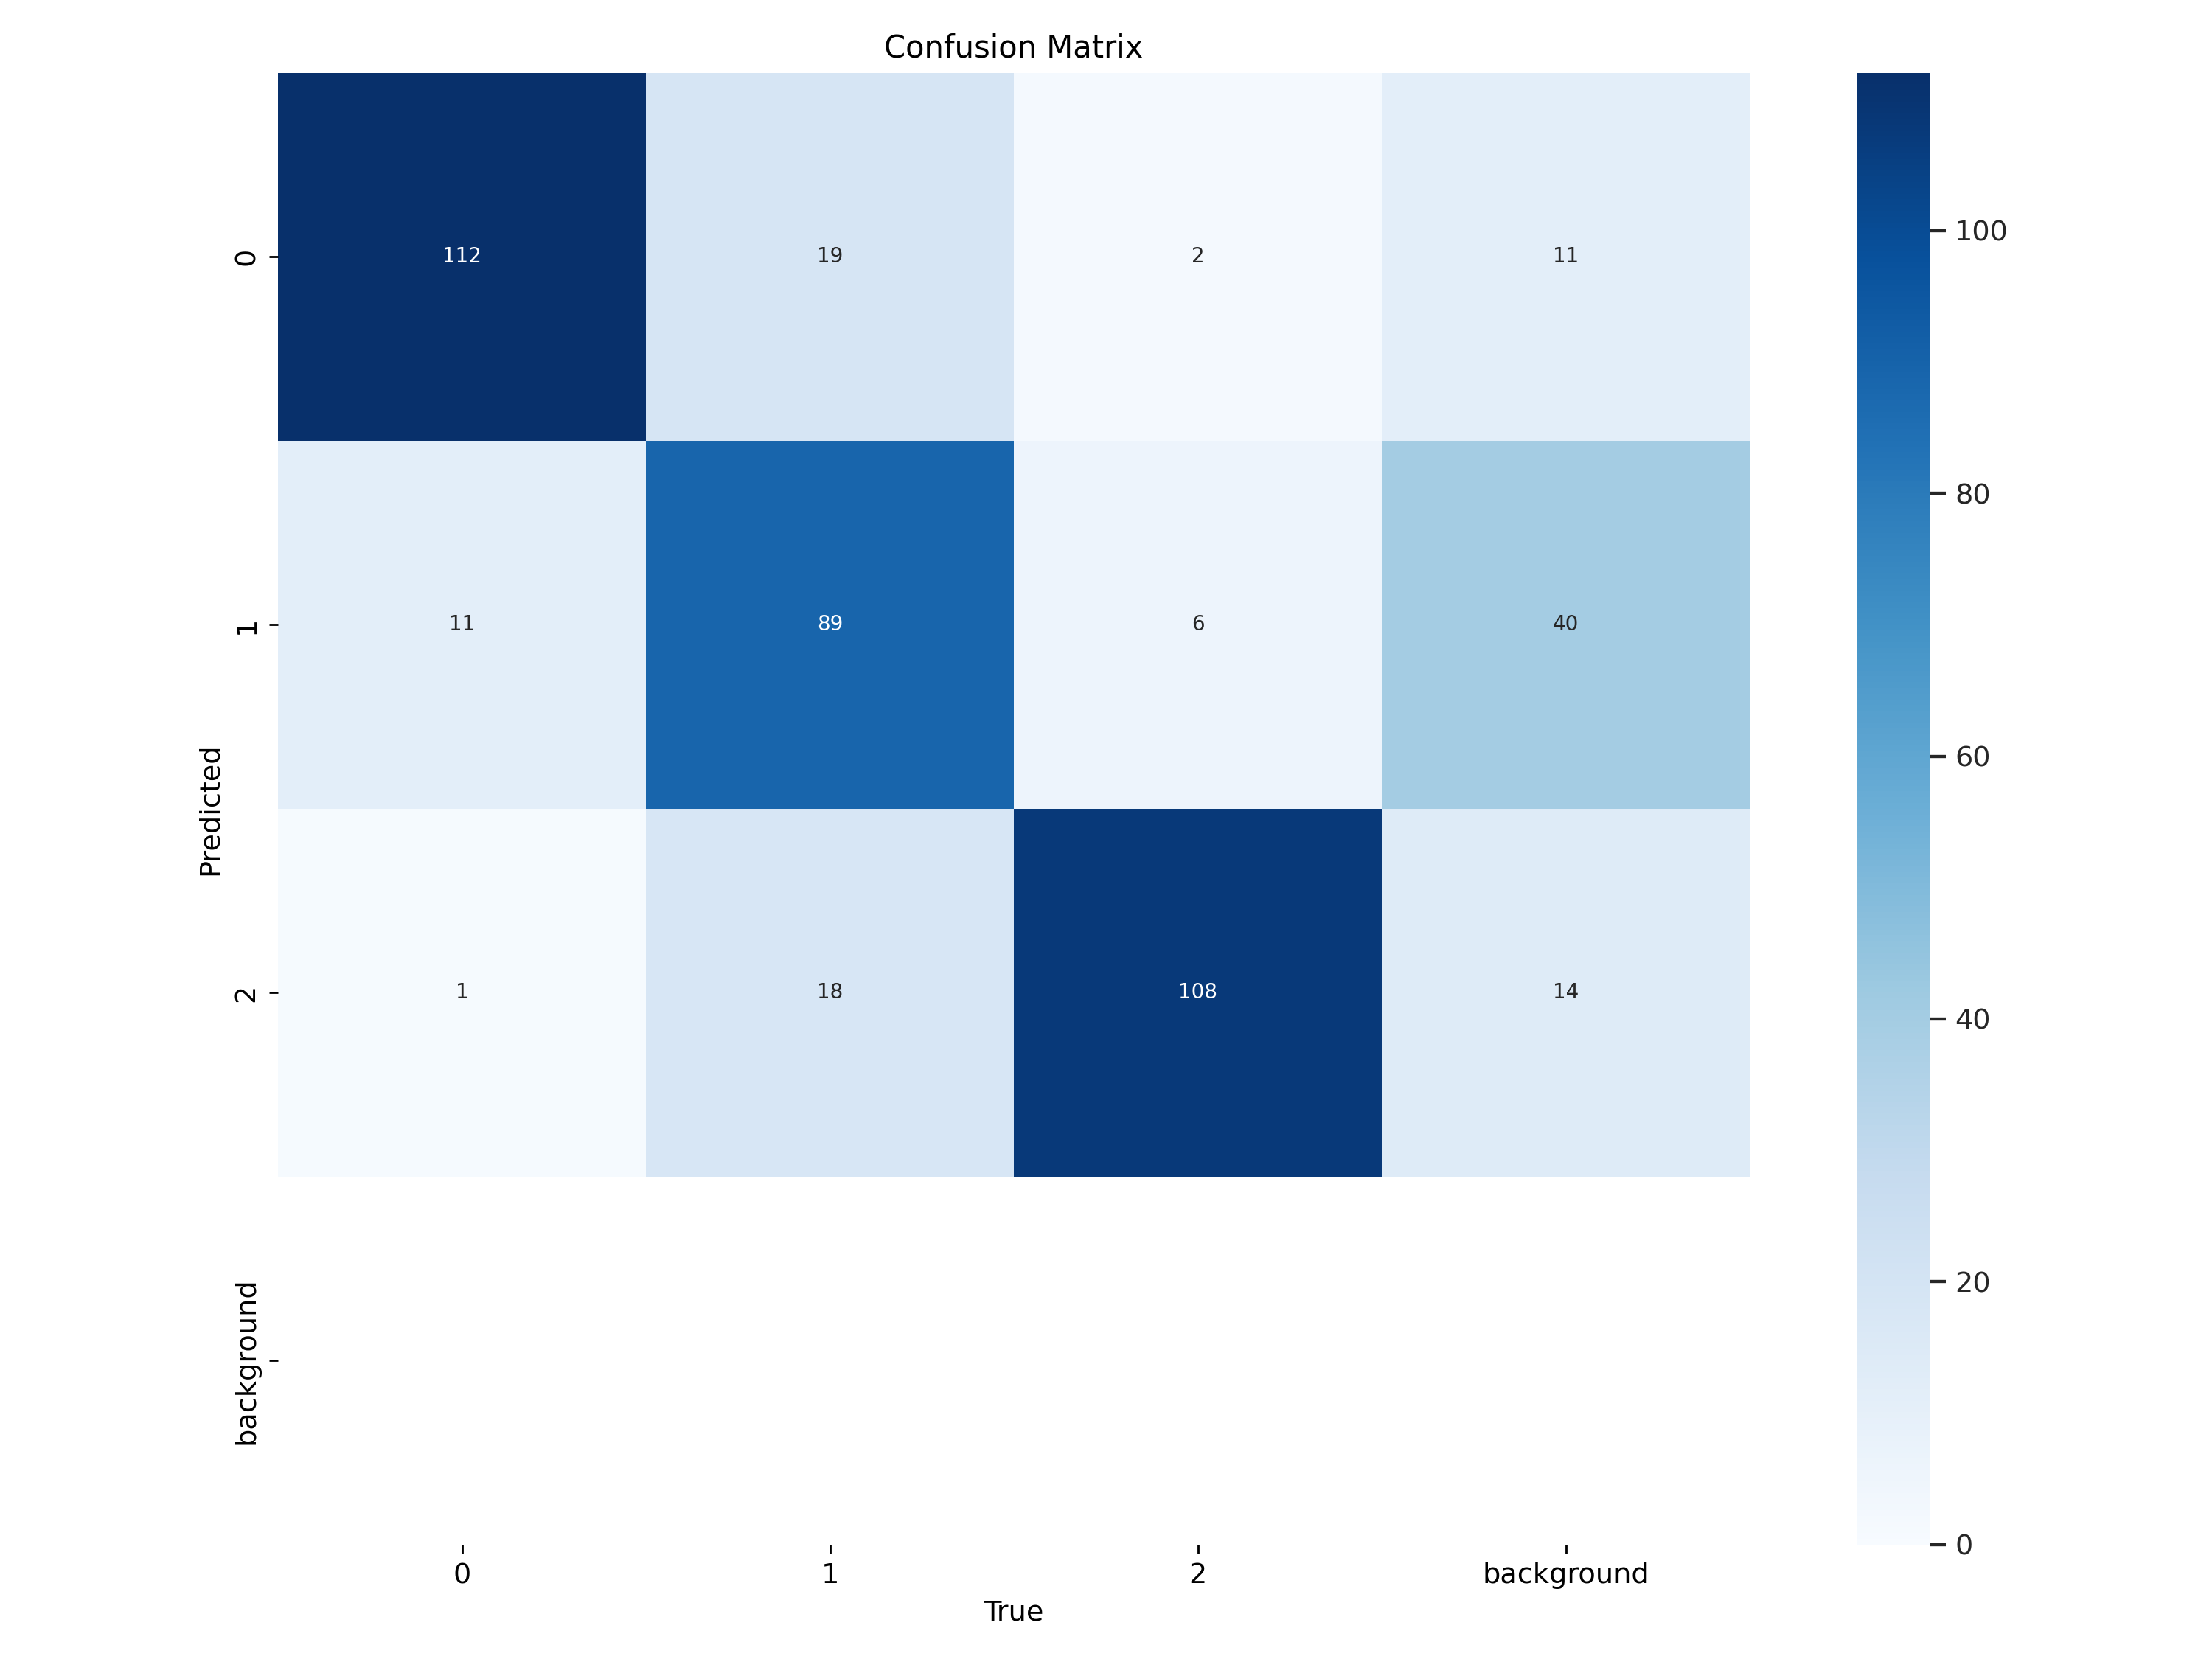 Confusion Matrix
0 112 19 2 11
1 11 89 6 40
2 1 18 108 14
background
0 1 2 background
True
Predicted
100
80
60
40
20
0